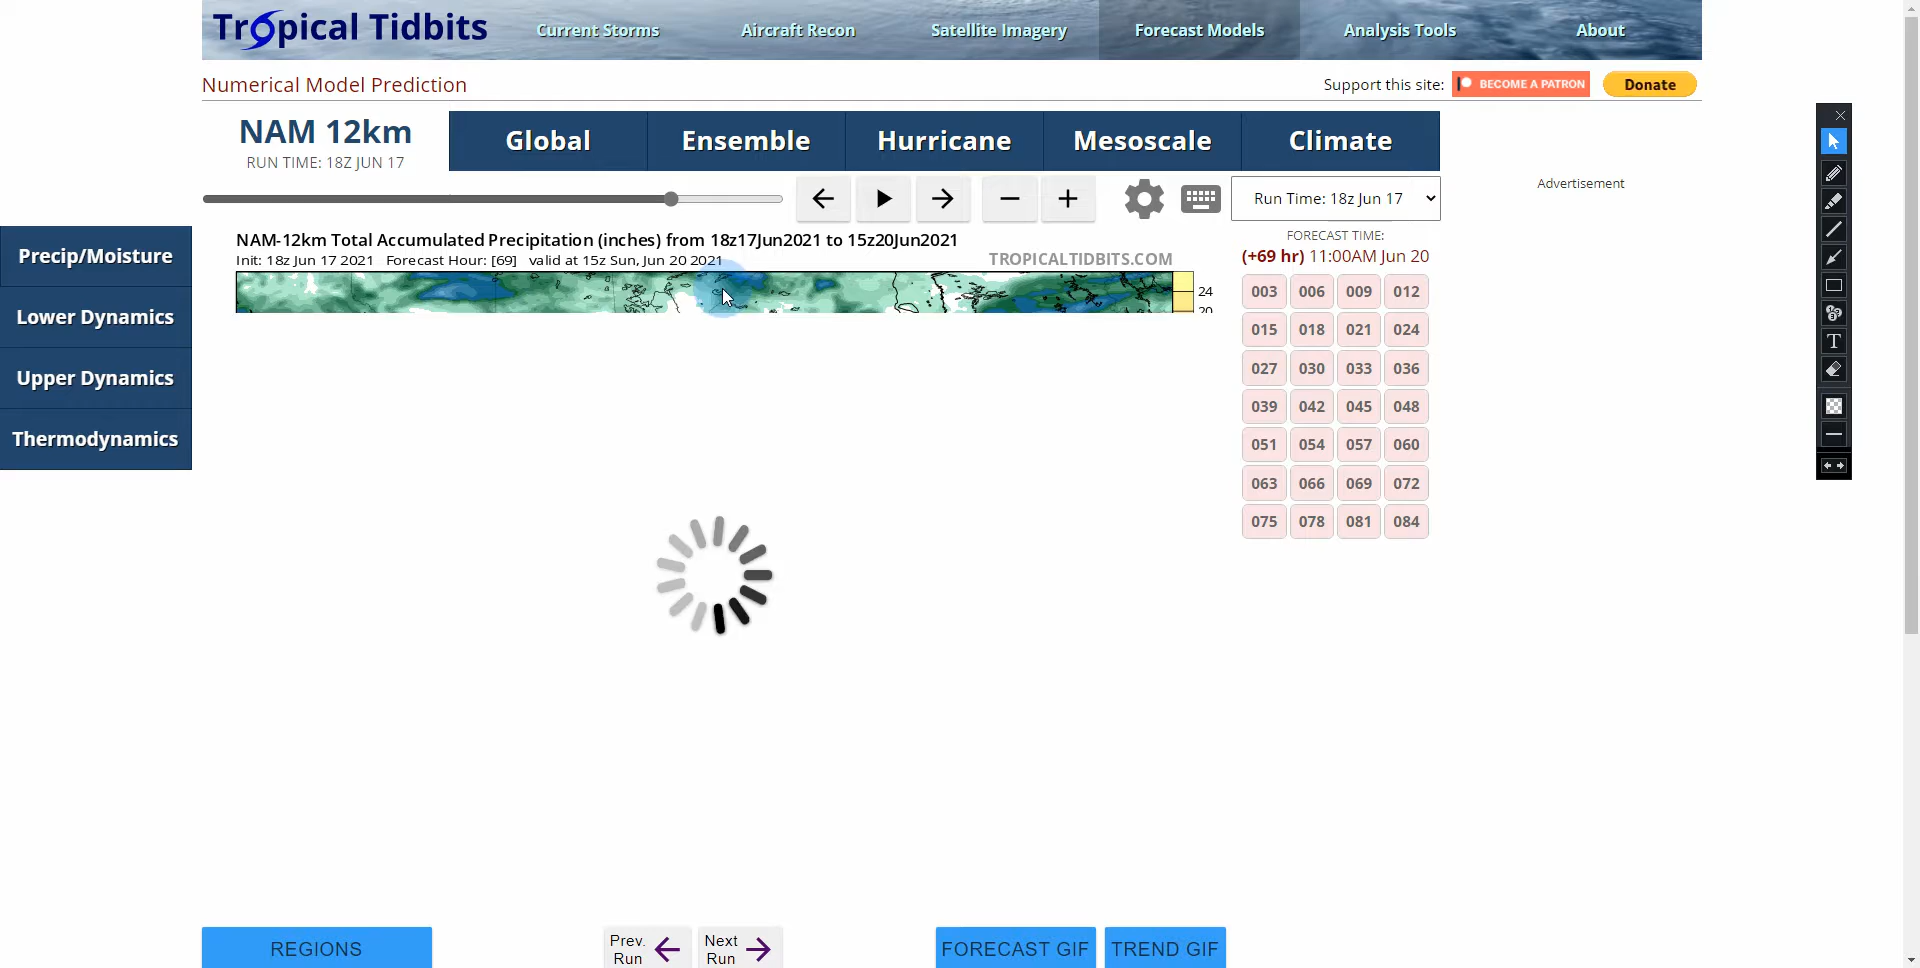 Tropical Tidbits
Current Storms
Aircraft Recon
Satellite Imagery
Forecast Models
Analysis Tools
About
Numerical Model Prediction
Support this site:
BECOME A PATRON
Donate
NAM 12km
RUN TIME: 18Z JUN 17
Global
Ensemble
Hurricane
Mesoscale
Climate
Run Time: 18z Jun 17
Advertisement
Precip/Moisture
Lower Dynamics
Upper Dynamics
Thermodynamics
NAM-12km Total Accumulated Precipitation (inches) from 18z17Jun2021 to 15z20Jun2021
Init: 18z Jun 17 2021 Forecast Hour: [69] valid at 15z Sun, Jun 20 2021
TROPICALTIDBITS.COM
24
20
FORECAST TIME:
(+69 hr) 11:00AM Jun 20
003 006 009 012
015 018 021 024
027 030 033 036
039 042 045 048
051 054 057 060
063 066 069 072
075 078 081 084
T
REGIONS
Prev.
Run
Next
Run
FORECAST GIF
TREND GIF